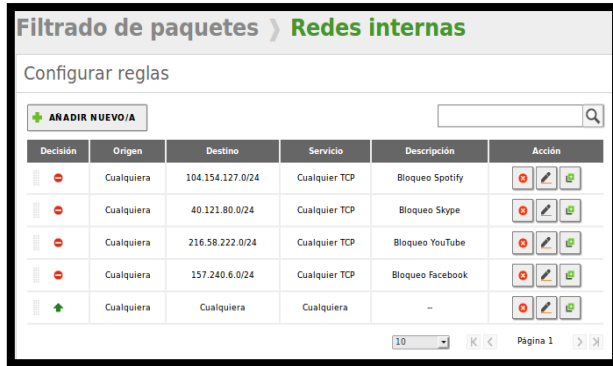 Filtrado de paquetes ❭ Redes internas
Configurar reglas
AÑADIR NUEVO/A
Decisión Origen Destino Servicio Descripción Acción
Cualquiera 104.154.127.0/24 Cualquier TCP Bloqueo Spotify
Cualquiera 40.121.80.0/24 Cualquier TCP Bloqueo Skype
Cualquiera 216.58.222.0/24 Cualquier TCP Bloqueo YouTube
Cualquiera 157.240.6.0/24 Cualquier TCP Bloqueo Facebook
Cualquiera Cualquiera Cualquiera --
10 Página 1